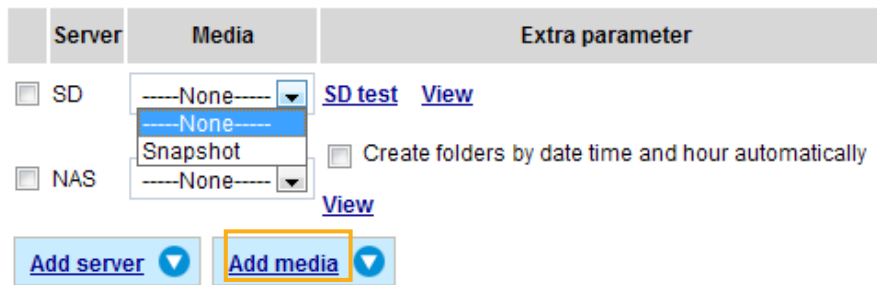 Server Media Extra parameter
SD -----None----- SD test View
-----None-----
Snapshot
Create folders by date time and hour automatically
NAS -----None-----
View
Add server Add media